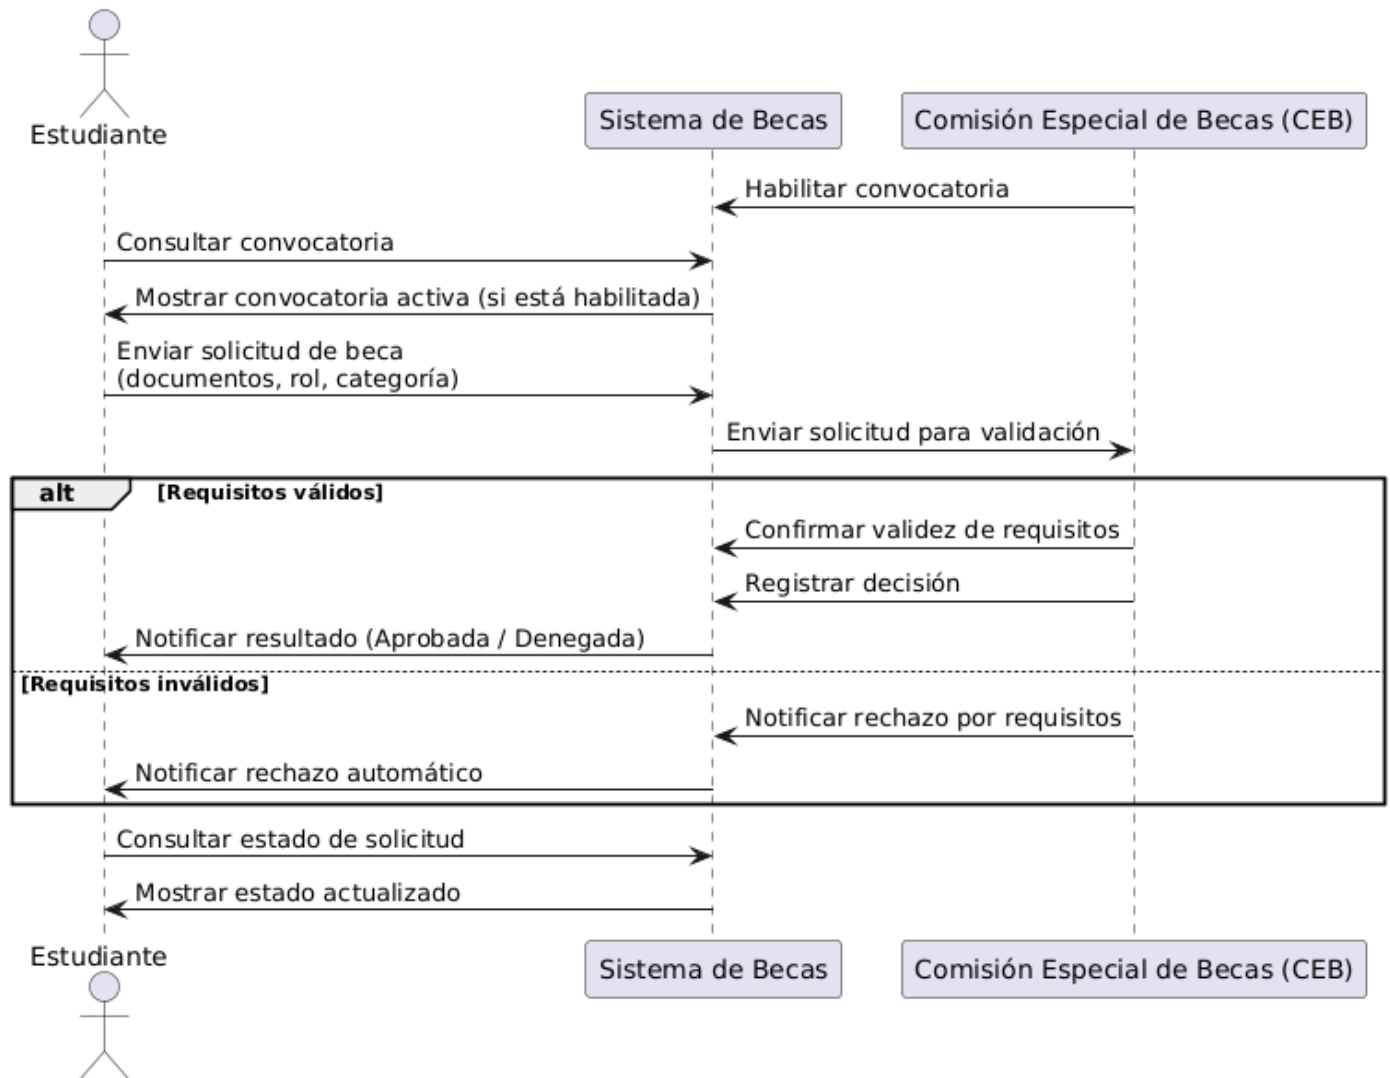 Estudiante
Sistema de Becas
Comisión Especial de Becas (CEB)
Habilitar convocatoria
Consultar convocatoria
Mostrar convocatoria activa (si está habilitada)
Enviar solicitud de beca
(documentos, rol, categoría)
Enviar solicitud para validación
alt
[Requisitos válidos]
Confirmar validez de requisitos
Registrar decisión
Notificar resultado (Aprobada / Denegada)
[Requisitos inválidos]
Notificar rechazo por requisitos
Notificar rechazo automático
Consultar estado de solicitud
Mostrar estado actualizado
Estudiante
Sistema de Becas
Comisión Especial de Becas (CEB)